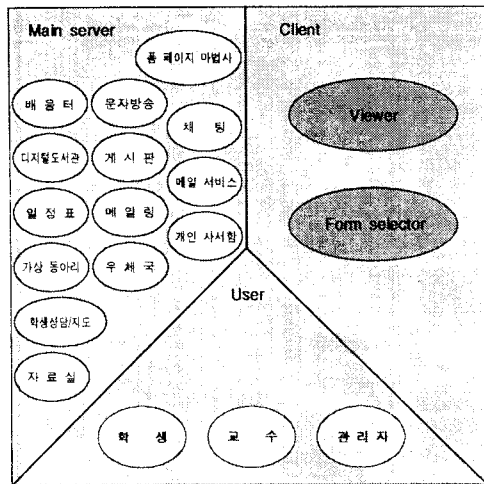 Main server
폼 페이지 마법사
배 움 터
문자방송
채 팅
디지털도서관
게 시 판
메일 서비스
일 정 표
메 일 링
개인 사서함
가상 동아리
우 체 국
학생상담/지도
자 료 실
Client
Viewer
Form selector
User
학 생
교 수
관 리 자